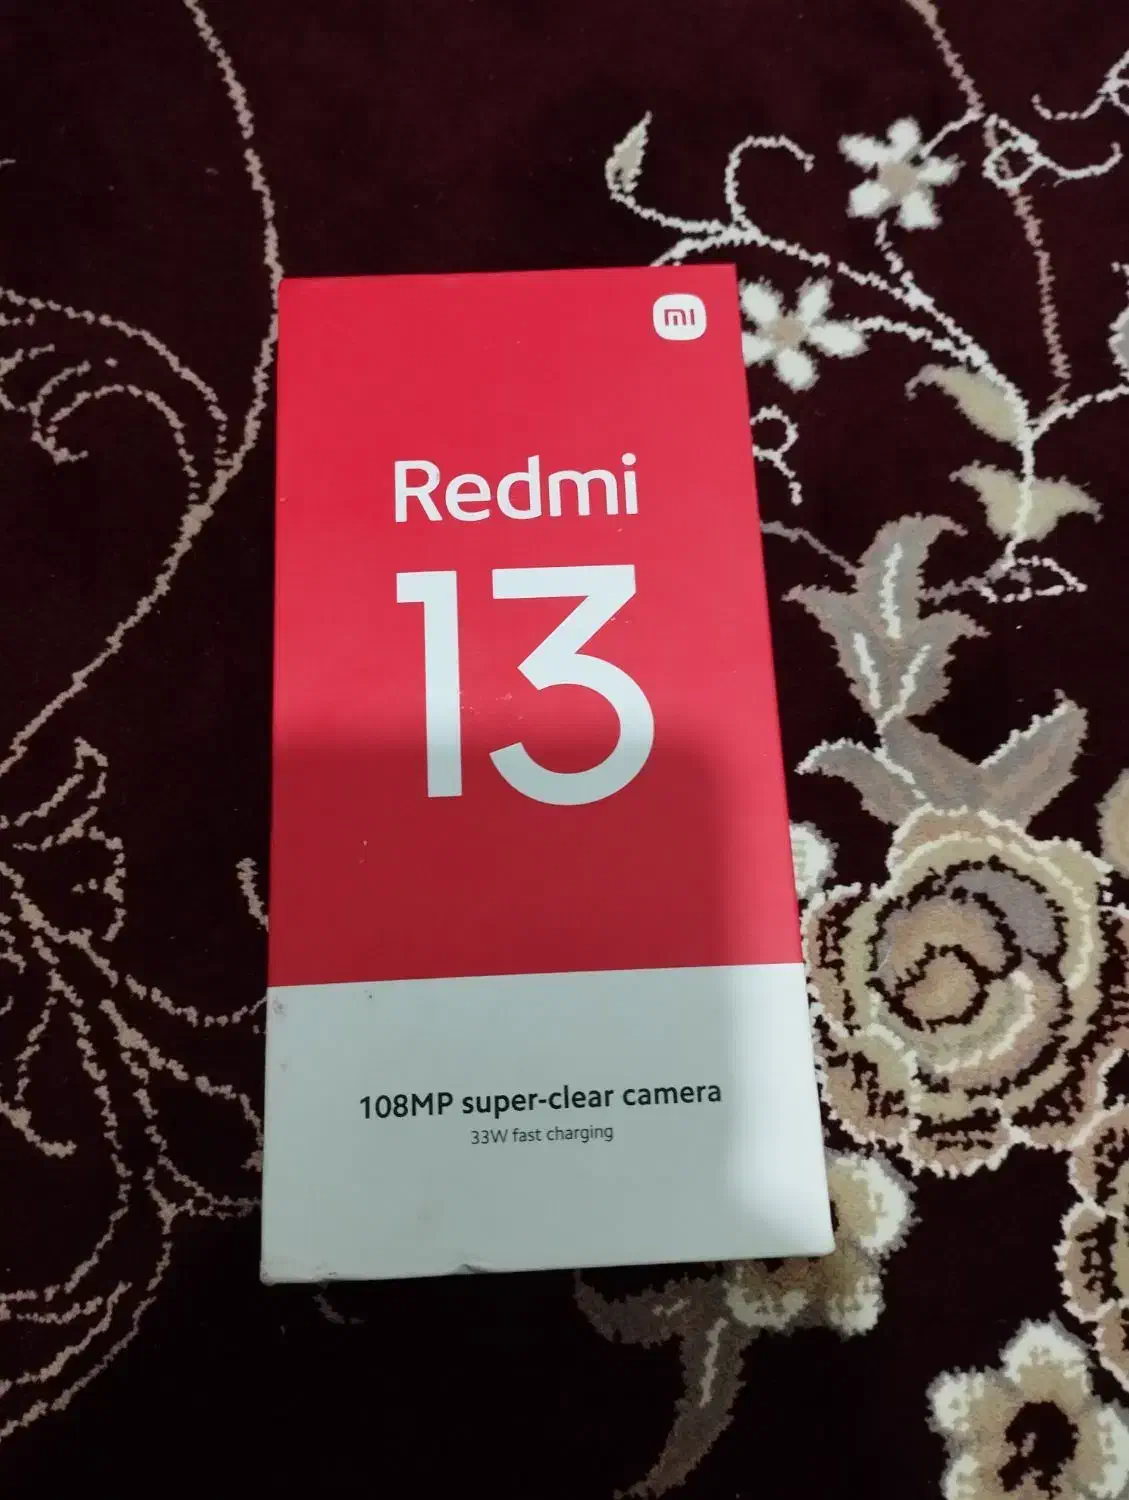 mi
Redmi
13
108MP super-clear camera
33W fast charging